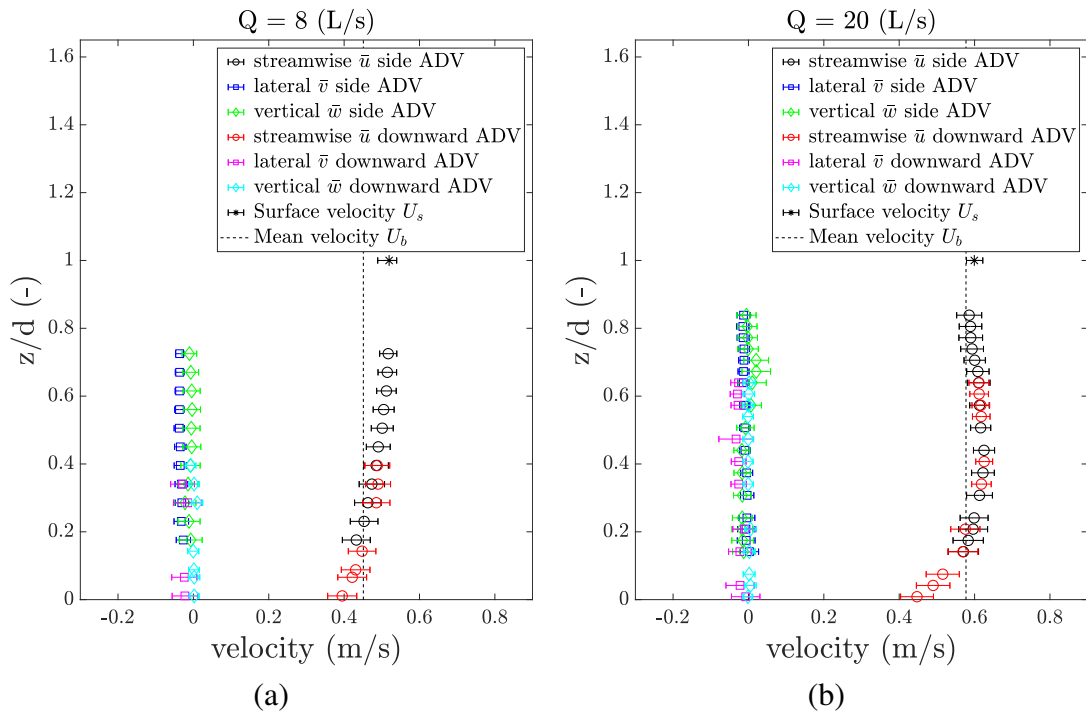 Q = 8 (L/s)
1.6
1.4
1.2
1
0.8
0.6
0.4
0.2
0
z/d (-)
streamwise ū side ADV
lateral v̄ side ADV
vertical w̄ side ADV
streamwise ū downward ADV
lateral v̄ downward ADV
vertical w̄ downward ADV
Surface velocity Uₛ
Mean velocity U_b
-0.2 0 0.2 0.4 0.6 0.8
velocity (m/s)
(a)
Q = 20 (L/s)
1.6
1.4
1.2
1
0.8
0.6
0.4
0.2
0
z/d (-)
streamwise ū side ADV
lateral v̄ side ADV
vertical w̄ side ADV
streamwise ū downward ADV
lateral v̄ downward ADV
vertical w̄ downward ADV
Surface velocity Uₛ
Mean velocity U_b
-0.2 0 0.2 0.4 0.6 0.8
velocity (m/s)
(b)